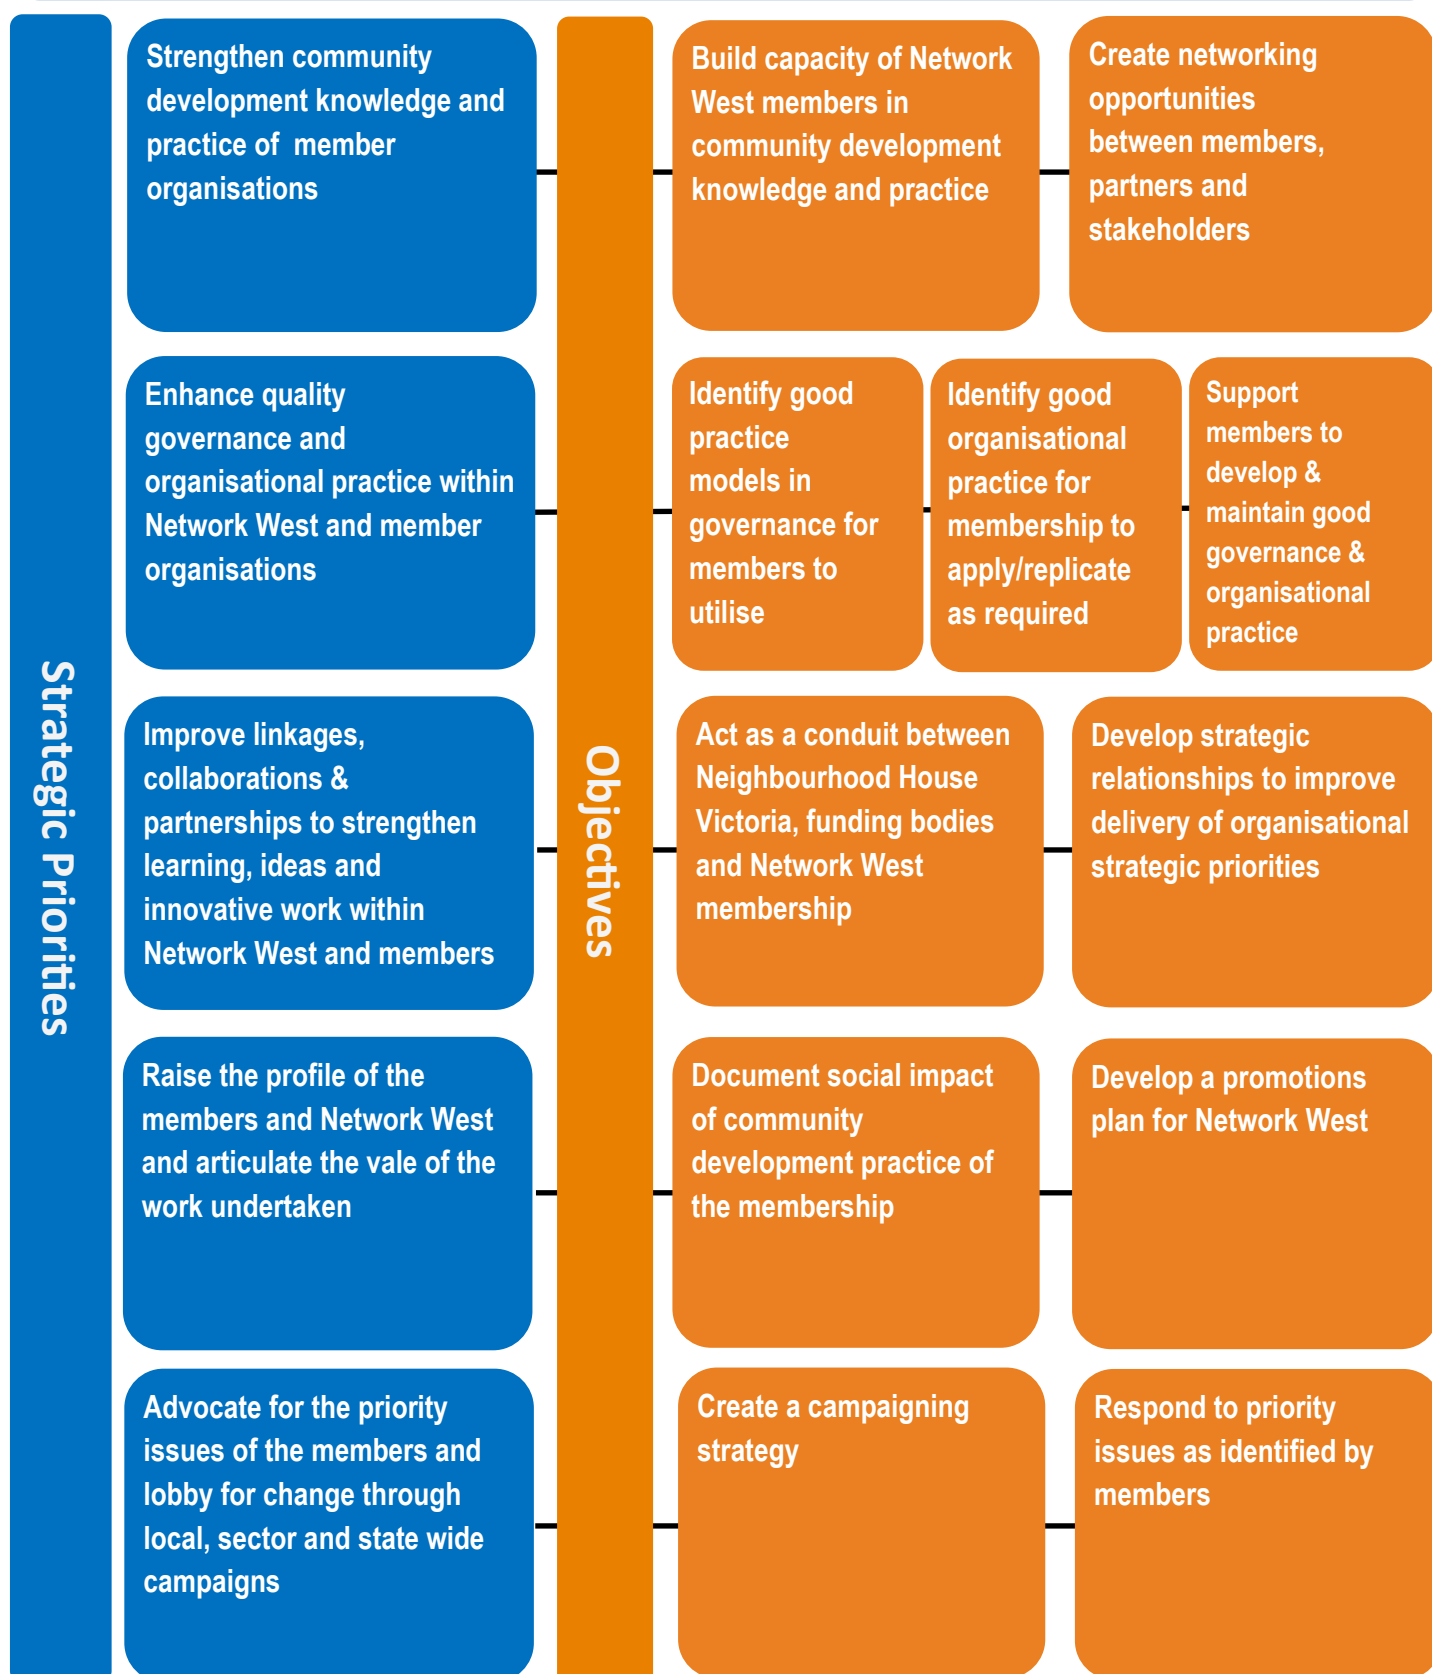 Strategic Priorities
Strengthen community
development knowledge and
practice of  member
organisations
Objectives
Build capacity of Network
West members in
community development
knowledge and practice
Create networking
opportunities
between members,
partners and
stakeholders
Enhance quality
governance and
organisational practice within
Network West and member
organisations
Identify good
practice
models in
governance for
members to
utilise
Identify good
organisational
practice for
membership to
apply/replicate
as required
Support
members to
develop &
maintain good
governance &
organisational
practice
Improve linkages,
collaborations &
partnerships to strengthen
learning, ideas and
innovative work within
Network West and members
Act as a conduit between
Neighbourhood House
Victoria, funding bodies
and Network West
membership
Develop strategic
relationships to improve
delivery of organisational
strategic priorities
Raise the profile of the
members and Network West
and articulate the vale of the
work undertaken
Document social impact
of community
development practice of
the membership
Develop a promotions
plan for Network West
Advocate for the priority
issues of the members and
lobby for change through
local, sector and state wide
campaigns
Create a campaigning
strategy
Respond to priority
issues as identified by
members